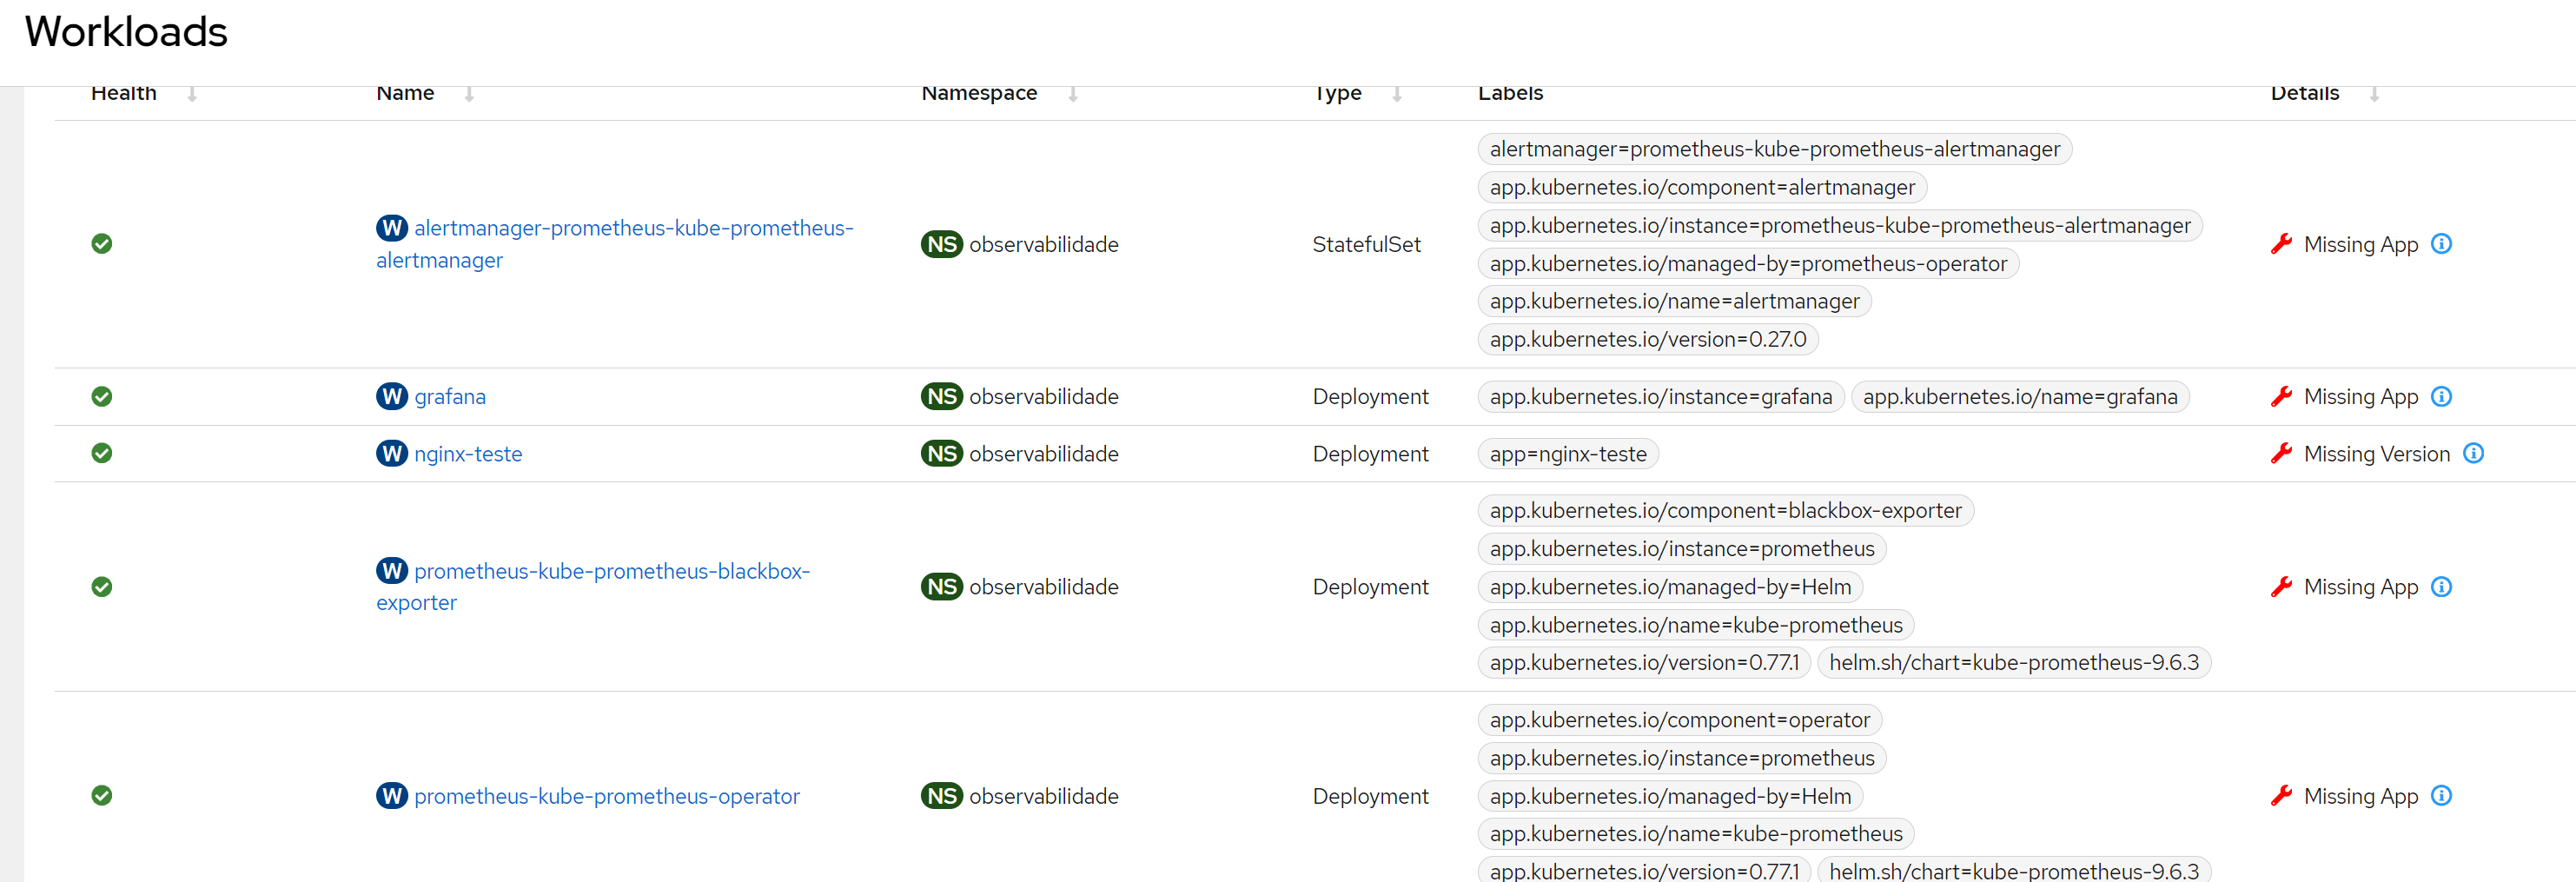 Workloads
Health Name Namespace Type Labels Details
alertmanager=prometheus-kube-prometheus-alertmanager
app.kubernetes.io/component=alertmanager
W alertmanager-prometheus-kube-prometheus-
alertmanager
NS observabilidade
StatefulSet
app.kubernetes.io/instance=prometheus-kube-prometheus-alertmanager
app.kubernetes.io/managed-by=prometheus-operator
app.kubernetes.io/name=alertmanager
app.kubernetes.io/version=0.27.0
Missing App
W grafana NS observabilidade Deployment app.kubernetes.io/instance=grafana app.kubernetes.io/name=grafana Missing App
W nginx-teste NS observabilidade Deployment app=nginx-teste Missing Version
W prometheus-kube-prometheus-blackbox-
exporter
NS observabilidade
Deployment
app.kubernetes.io/component=blackbox-exporter
app.kubernetes.io/instance=prometheus
app.kubernetes.io/managed-by=Helm
app.kubernetes.io/name=kube-prometheus
app.kubernetes.io/version=0.77.1 helm.sh/chart=kube-prometheus-9.6.3
Missing App
W prometheus-kube-prometheus-operator
NS observabilidade
Deployment
app.kubernetes.io/component=operator
app.kubernetes.io/instance=prometheus
app.kubernetes.io/managed-by=Helm
app.kubernetes.io/name=kube-prometheus
app.kubernetes.io/version=0.77.1 helm.sh/chart=kube-prometheus-9.6.3
Missing App